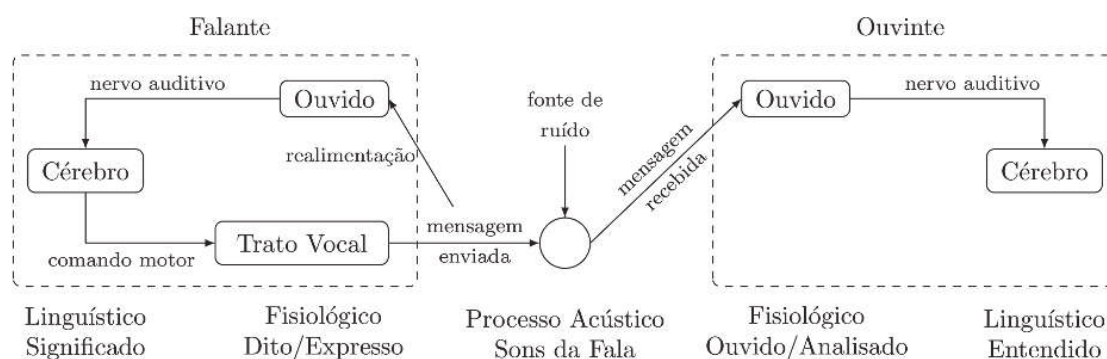 Falante
Ouvinte
nervo auditivo
Ouvido
fonte de
ruído
Ouvido
nervo auditivo
Cérebro
realimentação
mensagem
recebida
Cérebro
comando motor
Trato Vocal
mensagem
enviada
Linguístico
Significado
Fisiológico
Dito/Expresso
Processo Acústico
Sons da Fala
Fisiológico
Ouvido/Analisado
Linguístico
Entendido